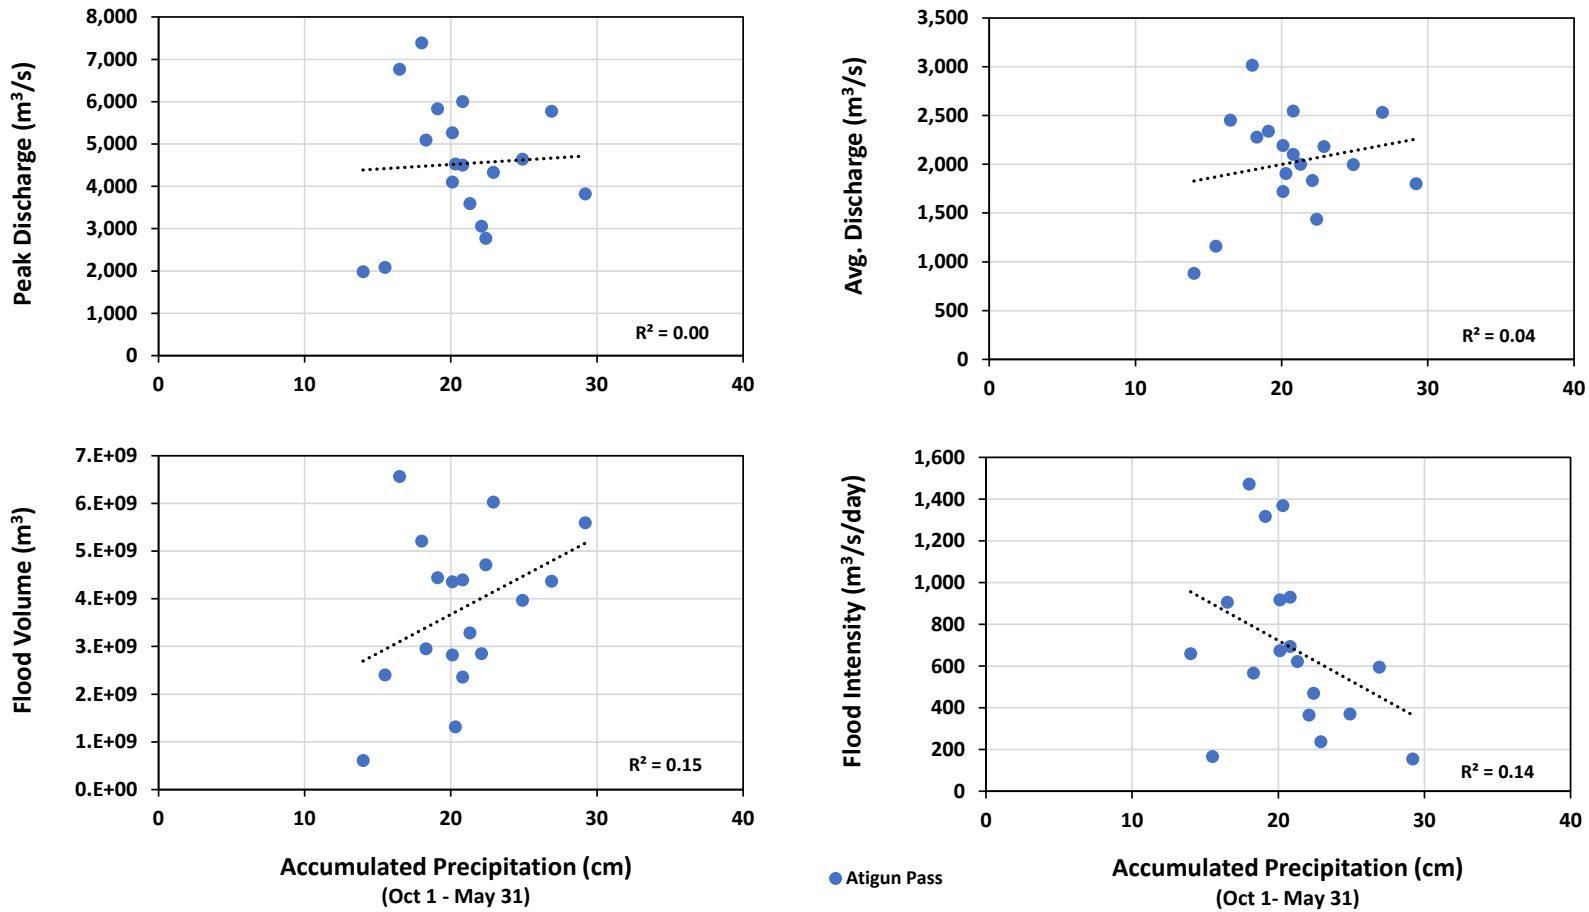 Peak Discharge (m³/s)
8,000
7,000
6,000
5,000
4,000
3,000
2,000
1,000
0
0 10 20 30 40
R² = 0.00
Avg. Discharge (m³/s)
3,500
3,000
2,500
2,000
1,500
1,000
500
0
0 10 20 30 40
R² = 0.04
Flood Volume (m³)
7.E+09
6.E+09
5.E+09
4.E+09
3.E+09
2.E+09
1.E+09
0.E+00
0 10 20 30 40
R² = 0.15
Accumulated Precipitation (cm)
(Oct 1 - May 31)
Flood Intensity (m³/s/day)
1,600
1,400
1,200
1,000
800
600
400
200
0
0 10 20 30 40
R² = 0.14
Accumulated Precipitation (cm)
(Oct 1- May 31)
Atigun Pass